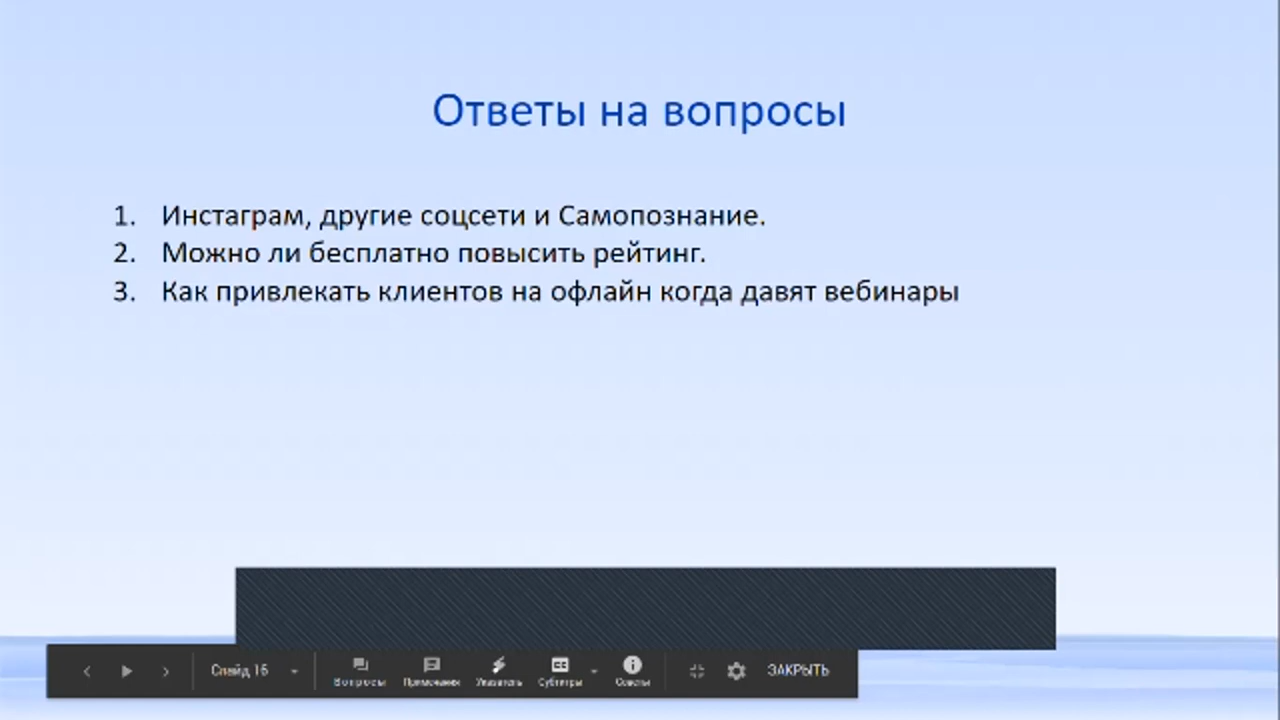 Ответы на вопросы
1. Инстаграм, другие соцсети и Самопознание.
2. Можно ли бесплатно повысить рейтинг.
3. Как привлекать клиентов на офлайн когда давят вебинары
Слайд 16
Вопросы Примечания Указатель Субтитры Советы ЗАКРЫТЬ